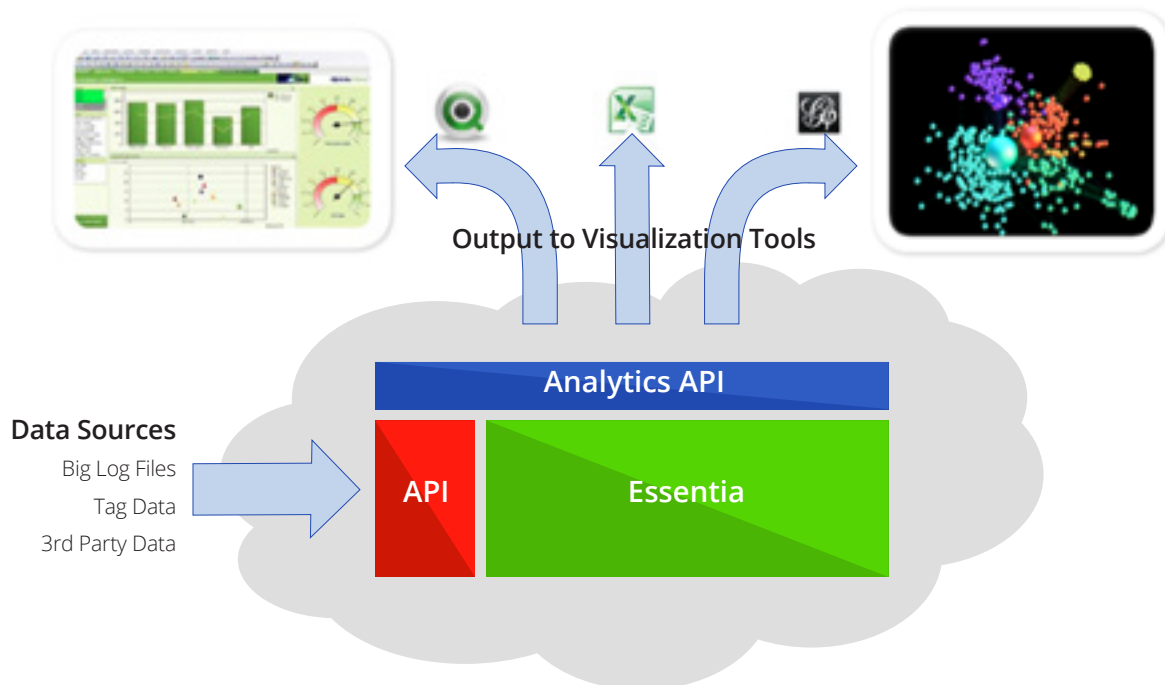 Output to Visualization Tools
Analytics API
Data Sources
Big Log Files
Tag Data
3rd Party Data
API
Essentia